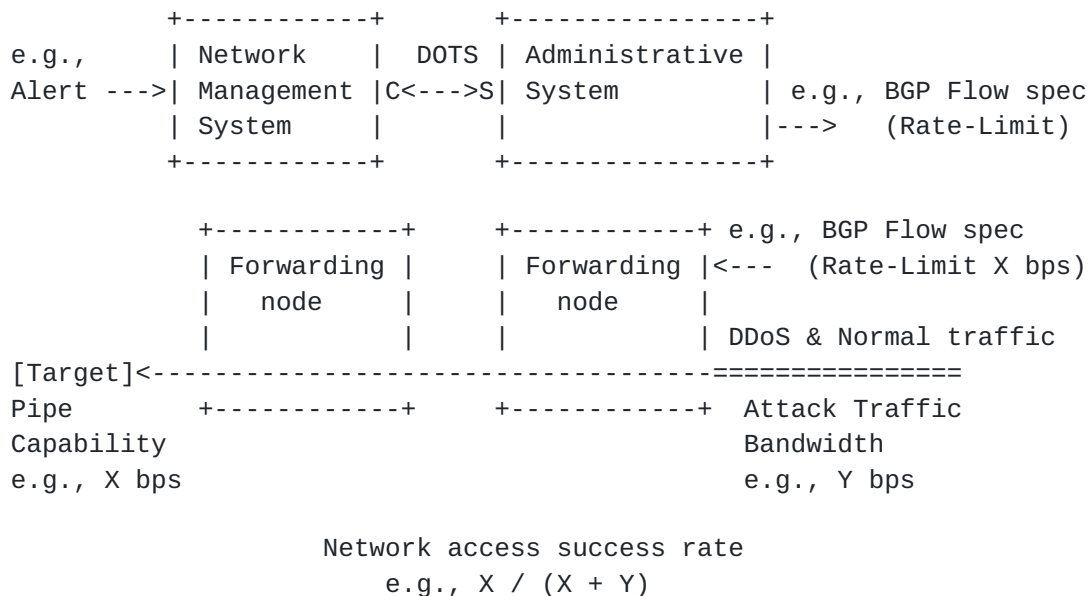 +------------+       +----------------+
e.g.,     | Network    |  DOTS | Administrative |
Alert --->| Management |C<--->S| System         | e.g., BGP Flow spec
          | System     |       |                |--->   (Rate-Limit)
          +------------+       +----------------+

            +------------+     +------------+ e.g., BGP Flow spec
            | Forwarding |     | Forwarding |<---  (Rate-Limit X bps)
            |   node     |     |   node     |
            |            |     |            | DDoS & Normal traffic
[Target]<------------------------------------================
Pipe        +------------+     +------------+  Attack Traffic
Capability                                     Bandwidth
e.g., X bps                                    e.g., Y bps

                    Network access success rate
                        e.g., X / (X + Y)